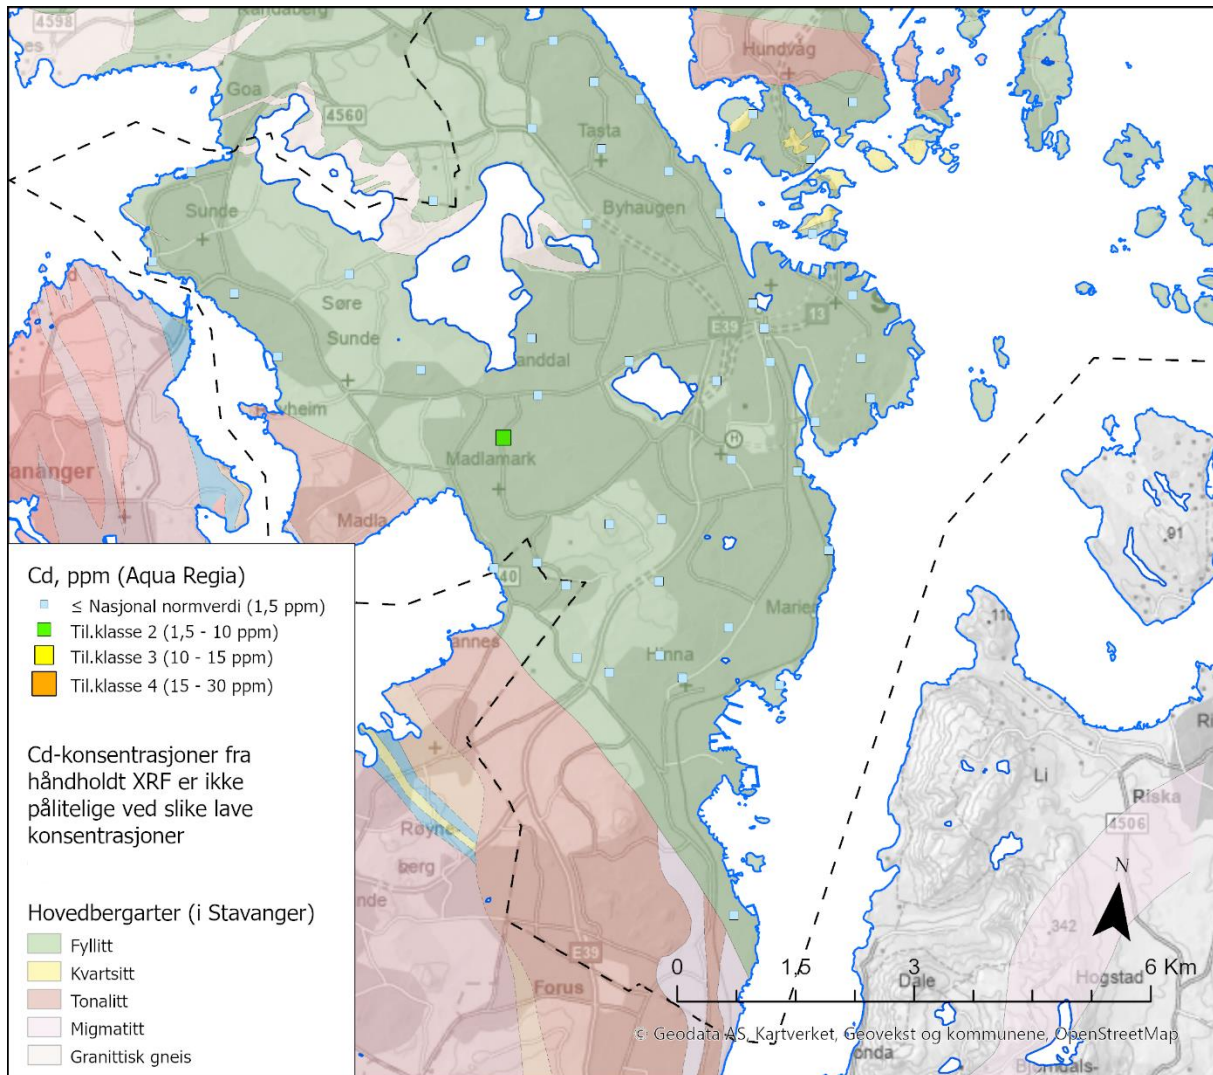 4598
Randaberg
Hundvåg
Goa
4560
Tasta
Sunde
Byhaugen
Søre
Sunde
E39
13
S
Madlamark
H
ananger
Madla
91
Cd, ppm (Aqua Regia)
≤ Nasjonal normverdi (1,5 ppm)
Til.klasse 2 (1,5 - 10 ppm)
Til.klasse 3 (10 - 15 ppm)
Til.klasse 4 (15 - 30 ppm)
40
Marier
annes
Hinna
Cd-konsentrasjoner fra
håndholdt XRF er ikke
pålitelige ved slike lave
konsentrasjoner
Li
Riska
4506
Røyne-
berg
N
Hovedbergarter (i Stavanger)
Fyllitt
Kvartsitt
Tonalitt
Migmatitt
Granittisk gneis
342
E39
Forus
0 1,5 3 6 Km
Dale
Hogstad
© Geodata AS, Kartverket, Geovekst og kommunene, OpenStreetMap